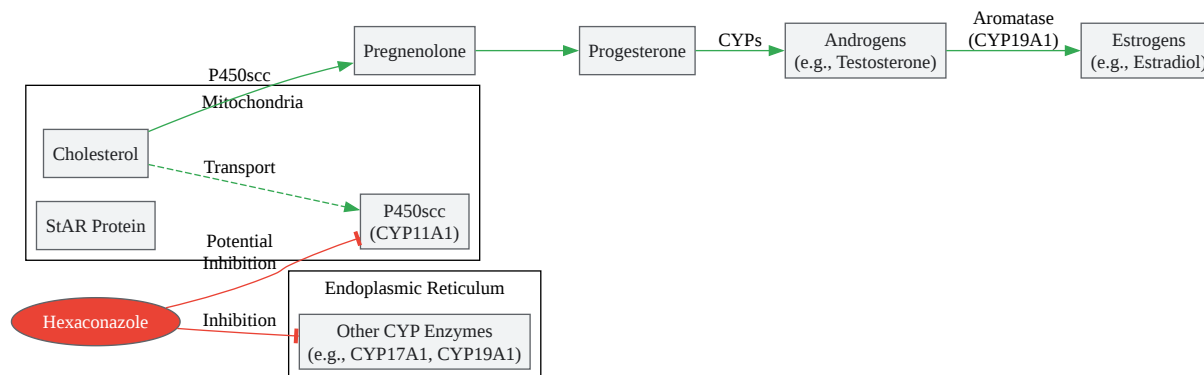 Pregnenolone
Progesterone
CYPs
Androgens
(e.g., Testosterone)
Aromatase
(CYP19A1)
Estrogens
(e.g., Estradiol)
P450scc
Mitochondria
Cholesterol
Transport
StAR Protein
P450scc
(CYP11A1)
Potential
Inhibition
Endoplasmic Reticulum
Hexaconazole
Inhibition
Other CYP Enzymes
(e.g., CYP17A1, CYP19A1)